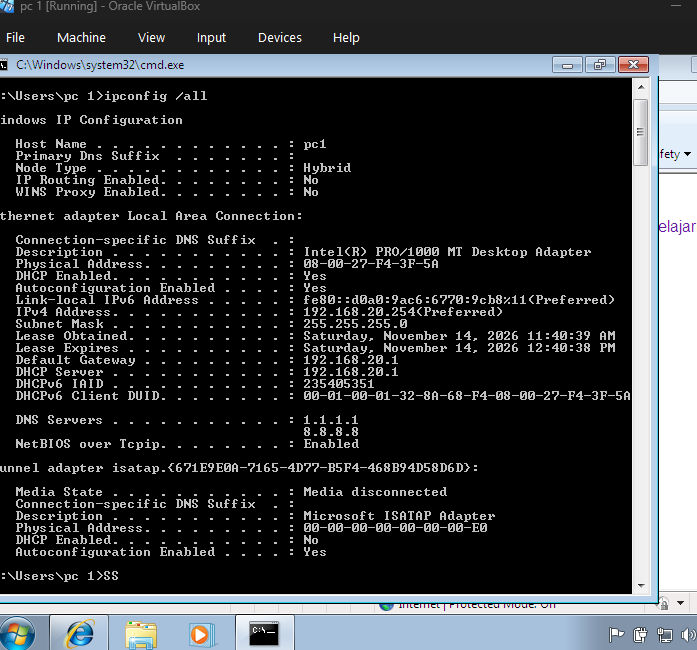 pc 1 [Running] - Oracle VirtualBox
File Machine View Input Devices Help
C:\Windows\system32\cmd.exe
:\Users\pc 1>ipconfig /all
indows IP Configuration
Host Name . . . . . . . . . . . . : pc1
Primary Dns Suffix . . . . . . . :
Node Type . . . . . . . . . . . . : Hybrid
IP Routing Enabled. . . . . . . . : No
WINS Proxy Enabled. . . . . . . . : No
thernet adapter Local Area Connection:
Connection-specific DNS Suffix . :
Description . . . . . . . . . . . : Intel(R) PRO/1000 MT Desktop Adapter
Physical Address. . . . . . . . . : 08-00-27-F4-3F-5A
DHCP Enabled. . . . . . . . . . . : Yes
Autoconfiguration Enabled . . . . : Yes
Link-local IPv6 Address . . . . . : fe80::d0a0:9ac6:6770:9cb8%11(Preferred)
IPv4 Address. . . . . . . . . . . : 192.168.20.254(Preferred)
Subnet Mask . . . . . . . . . . . : 255.255.255.0
Lease Obtained. . . . . . . . . . : Saturday, November 14, 2026 11:40:39 AM
Lease Expires . . . . . . . . . . : Saturday, November 14, 2026 12:40:38 PM
Default Gateway . . . . . . . . . : 192.168.20.1
DHCP Server . . . . . . . . . . . : 192.168.20.1
DHCPv6 IAID . . . . . . . . . . . : 235405351
DHCPv6 Client DUID. . . . . . . . : 00-01-00-01-32-8A-68-F4-08-00-27-F4-3F-5A
DNS Servers . . . . . . . . . . . : 1.1.1.1
8.8.8.8
NetBIOS over Tcpip. . . . . . . . : Enabled
unnel adapter isatap.{671E9E0A-7165-4D77-B5F4-468B94D58D6D}:
Media State . . . . . . . . . . . : Media disconnected
Connection-specific DNS Suffix . :
Description . . . . . . . . . . . : Microsoft ISATAP Adapter
Physical Address. . . . . . . . . : 00-00-00-00-00-00-00-E0
DHCP Enabled. . . . . . . . . . . : No
Autoconfiguration Enabled . . . . : Yes
:\Users\pc 1>SS
fety
elajar
Internet | Protected Mode: Off